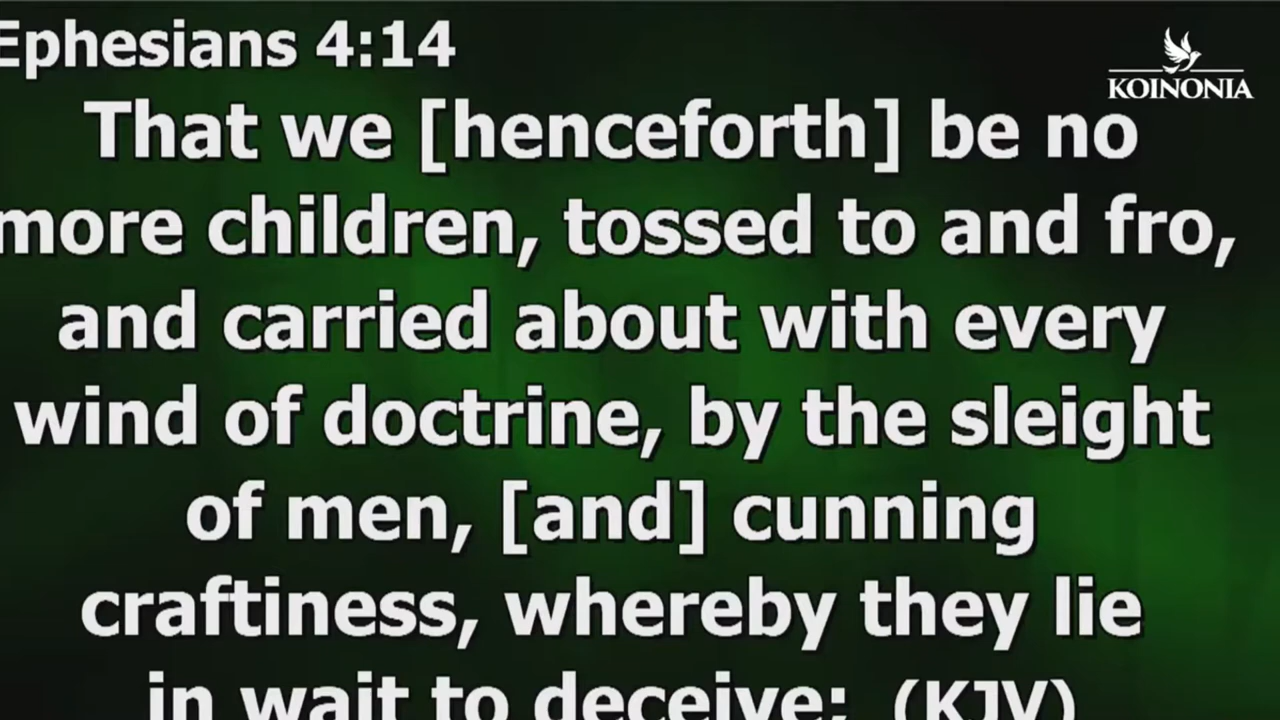 Ephesians 4:14
KOINONIA
That we [henceforth] be no
more children, tossed to and fro,
and carried about with every
wind of doctrine, by the sleight
of men, [and] cunning
craftiness, whereby they lie
in wait to deceive; (KJV)